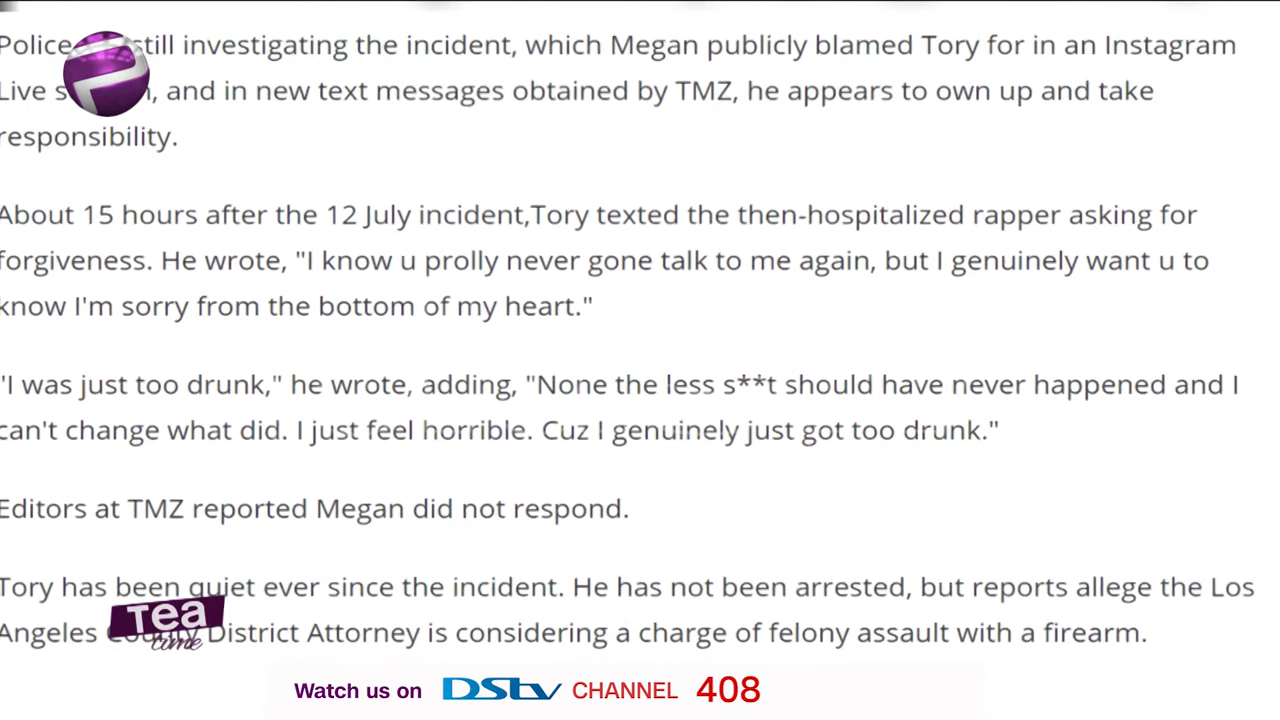 Police still investigating the incident, which Megan publicly blamed Tory for in an Instagram
Live , and in new text messages obtained by TMZ, he appears to own up and take
responsibility.
About 15 hours after the 12 July incident,Tory texted the then-hospitalized rapper asking for
forgiveness. He wrote, "I know u prolly never gone talk to me again, but I genuinely want u to
know I'm sorry from the bottom of my heart."
"I was just too drunk," he wrote, adding, "None the less s**t should have never happened and I
can't change what did. I just feel horrible. Cuz I genuinely just got too drunk."
Editors at TMZ reported Megan did not respond.
Tory has been quiet ever since the incident. He has not been arrested, but reports allege the Los
Angeles County District Attorney is considering a charge of felony assault with a firearm.
Tea
time
Watch us on DStv CHANNEL 408